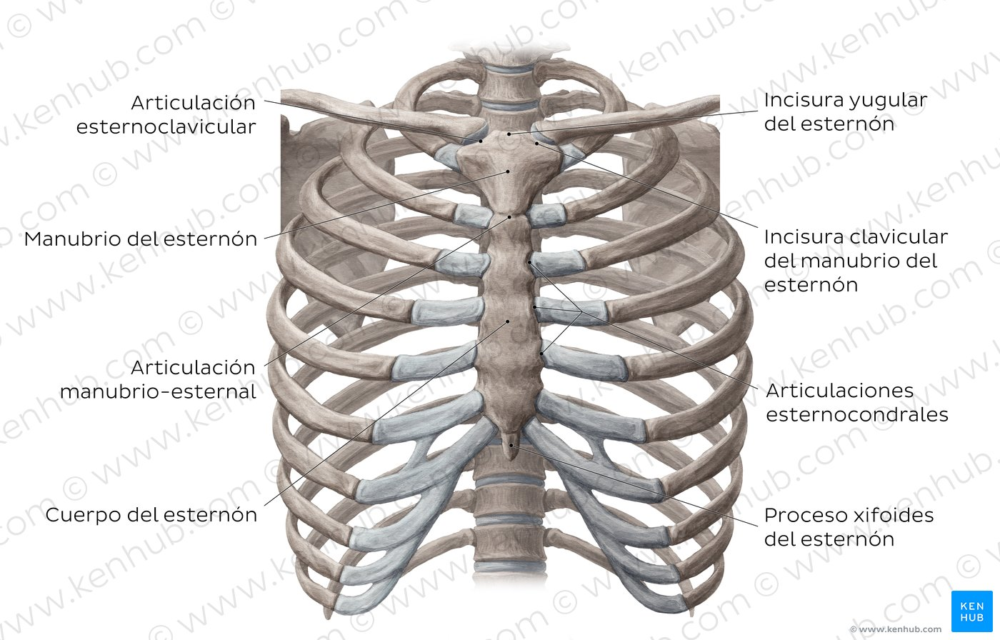 Articulación
esternoclavicular
Manubrio del esternón
Articulación
manubrio-esternal
Cuerpo del esternón
Incisura yugular
del esternón
Incisura clavicular
del manubrio del
esternón
Articulaciones
esternocondrales
Proceso xifoides
del esternón
KEN
HUB
© www.kenhub.com